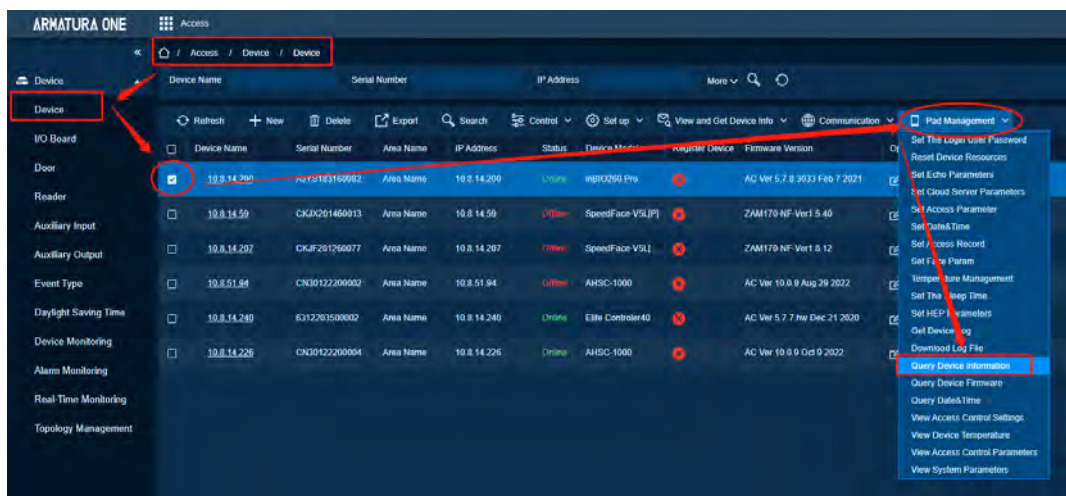 ARMATURA ONE
Access
«
/ Access / Device / Device
Device
Device Name Serial Number IP Address More
Device
Refresh New Delete Export Search Control Set up View and Get Device Info Communication Pad Management
I/O Board
Device Name Serial Number Area Name IP Address Status Device Model Register Device Firmware Version
Set The Login User Password
Reset Device Resources
Door
10.8.14.200 Area Name 10.8.14.200 Online inBIO260 Pro AC Ver 5.7.8.3033 Feb 7 2021
Set Echo Parameters
Set Cloud Server Parameters
Reader
10.8.14.59 CKJX201460013 Area Name 10.8.14.59 Offline SpeedFace-V5L[P] ZAM170-NF-Ver1.5.40
Set Access Parameter
Set Date&Time
Auxiliary Input
Set Access Record
10.8.14.207 CKJF201260077 Area Name 10.8.14.207 Offline SpeedFace-V5L[ ZAM170-NF-Ver1.8.12
Auxiliary Output
Set Face Param
Temperature Management
Event Type
10.8.51.94 CN30122200002 Area Name 10.8.51.94 Offline AHSC-1000 AC Ver 10.0.9 Aug 29 2022
Set The Sleep Time
Daylight Saving Time
Set HEP Parameters
10.8.14.240 6312203500002 Area Name 10.8.14.240 Online Elite Controler40 AC Ver 5.7.7 hw Dec 21 2020
Get Device Log
Device Monitoring
Download Log File
10.8.14.226 CN30122200004 Area Name 10.8.14.226 Online AHSC-1000 AC Ver 10.0.9 Oct 9 2022
Query Device Information
Alarm Monitoring
Query Device Firmware
Real-Time Monitoring
Query Date&Time
View Access Control Settings
Topology Management
View Device Temperature
View Access Control Parameters
View System Parameters